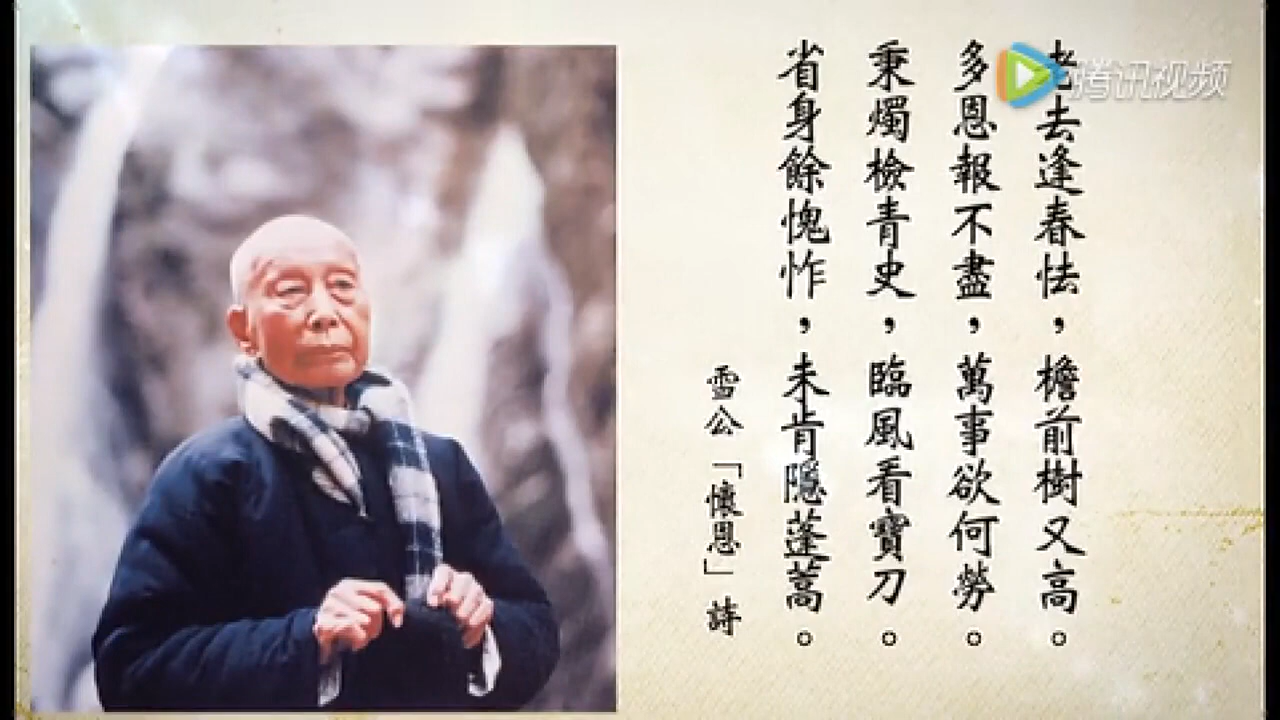 老去逢春怯，檐前樹又高。
多恩報不盡，萬事欲何勞。
秉燭檢青史，臨風看寶刀。
省身餘愧怍，未肯隱蓬蒿。
雪公「懷恩」詩
腾讯视频